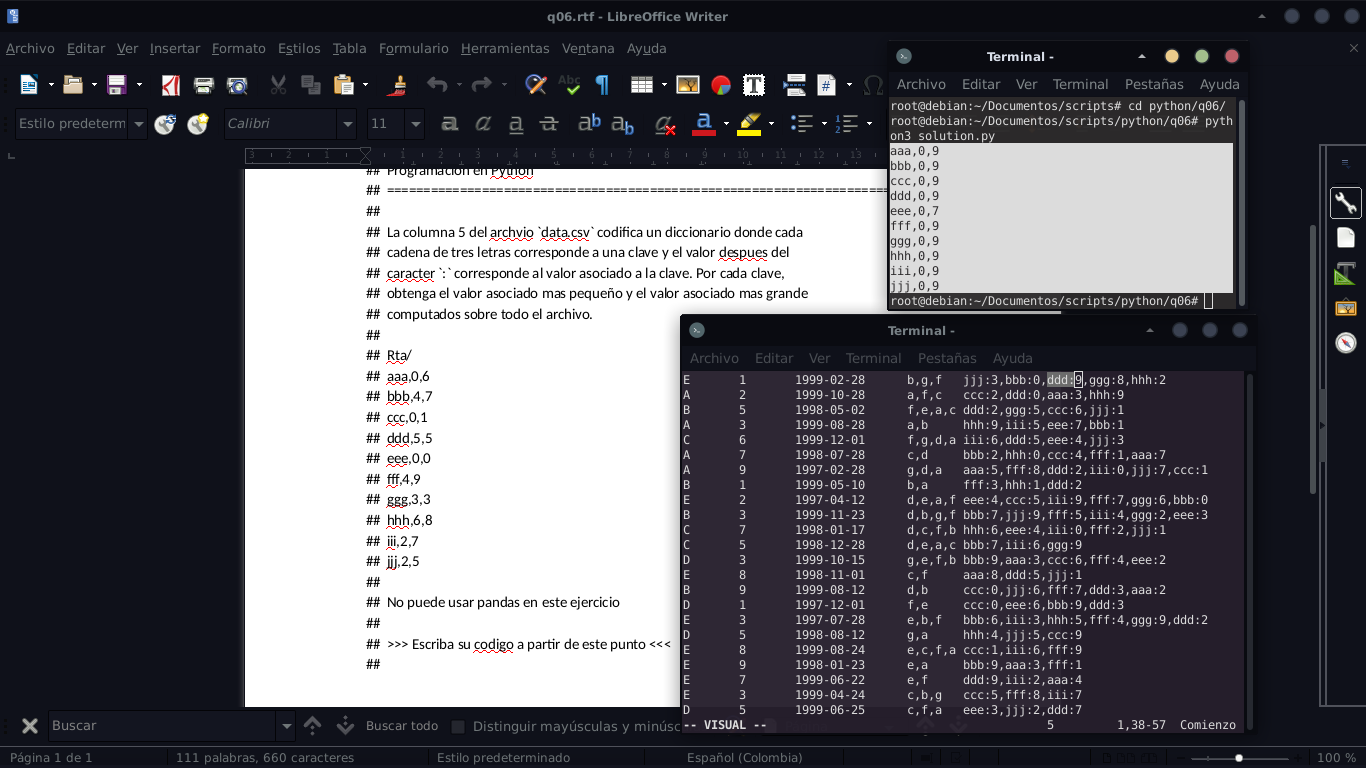 q06.rtf - LibreOffice Writer
Archivo Editar Ver Insertar Formato Estilos Tabla Formulario Herramientas Ventana Ayuda
Estilo predeterm Calibri 11
3 2 1 1 2 3 4 5 6 7 8 9 10 11 12 13
## Programacion en Python
## ========================================================================
##
## La columna 5 del archvio `data.csv` codifica un diccionario donde cada
## cadena de tres letras corresponde a una clave y el valor despues del
## caracter `:` corresponde al valor asociado a la clave. Por cada clave,
## obtenga el valor asociado mas pequeño y el valor asociado mas grande
## computados sobre todo el archivo.
##
## Rta/
## aaa,0,6
## bbb,4,7
## ccc,0,1
## ddd,5,5
## eee,0,0
## fff,4,9
## ggg,3,3
## hhh,6,8
## iii,2,7
## jjj,2,5
##
## No puede usar pandas en este ejercicio
##
## >>> Escriba su codigo a partir de este punto <<<
##
Terminal -
Archivo Editar Ver Terminal Pestañas Ayuda
root@debian:~/Documentos/scripts# cd python/q06/
root@debian:~/Documentos/scripts/python/q06# pyth
on3 solution.py
aaa,0,9
bbb,0,9
ccc,0,9
ddd,0,9
eee,0,7
fff,0,9
ggg,0,9
hhh,0,9
iii,0,9
jjj,0,9
root@debian:~/Documentos/scripts/python/q06#
Terminal -
Archivo Editar Ver Terminal Pestañas Ayuda
E 1 1999-02-28 b,g,f jjj:3,bbb:0,ddd:9,ggg:8,hhh:2
A 2 1999-10-28 a,f,c ccc:2,ddd:0,aaa:3,hhh:9
B 5 1998-05-02 f,e,a,c ddd:2,ggg:5,ccc:6,jjj:1
A 3 1999-08-28 a,b hhh:9,iii:5,eee:7,bbb:1
C 6 1999-12-01 f,g,d,a iii:6,ddd:5,eee:4,jjj:3
A 7 1998-07-28 c,d bbb:2,hhh:0,ccc:4,fff:1,aaa:7
A 9 1997-02-28 g,d,a aaa:5,fff:8,ddd:2,iii:0,jjj:7,ccc:1
B 1 1999-05-10 b,a fff:3,hhh:1,ddd:2
E 2 1997-04-12 d,e,a,f eee:4,ccc:5,iii:9,fff:7,ggg:6,bbb:0
B 3 1999-11-23 d,b,g,f bbb:7,jjj:9,fff:5,iii:4,ggg:2,eee:3
C 7 1998-01-17 d,c,f,b hhh:6,eee:4,iii:0,fff:2,jjj:1
C 5 1998-12-28 d,e,a,c bbb:7,iii:6,ggg:9
D 3 1999-10-15 g,e,f,b bbb:9,aaa:3,ccc:6,fff:4,eee:2
E 8 1998-11-01 c,f aaa:8,ddd:5,jjj:1
B 9 1999-08-12 d,b ccc:0,jjj:6,fff:7,ddd:3,aaa:2
D 1 1997-12-01 f,e ccc:0,eee:6,bbb:9,ddd:3
E 3 1997-07-28 e,b,f bbb:6,iii:3,hhh:5,fff:4,ggg:9,ddd:2
D 5 1998-08-12 g,a hhh:4,jjj:5,ccc:9
E 8 1999-08-24 e,c,f,a ccc:1,iii:6,fff:9
E 9 1998-01-23 e,a bbb:9,aaa:3,fff:1
E 7 1999-06-22 e,f ddd:9,iii:2,aaa:4
E 3 1999-04-24 c,b,g ccc:5,fff:8,iii:7
D 5 1999-06-25 c,f,a eee:3,jjj:2,ddd:7
-- VISUAL -- 5 1,38-57 Comienzo
Buscar Buscar todo Distinguir mayúsculas y minúsc
Página 1 de 1 111 palabras, 660 caracteres Estilo predeterminado Español (Colombia) 100 %